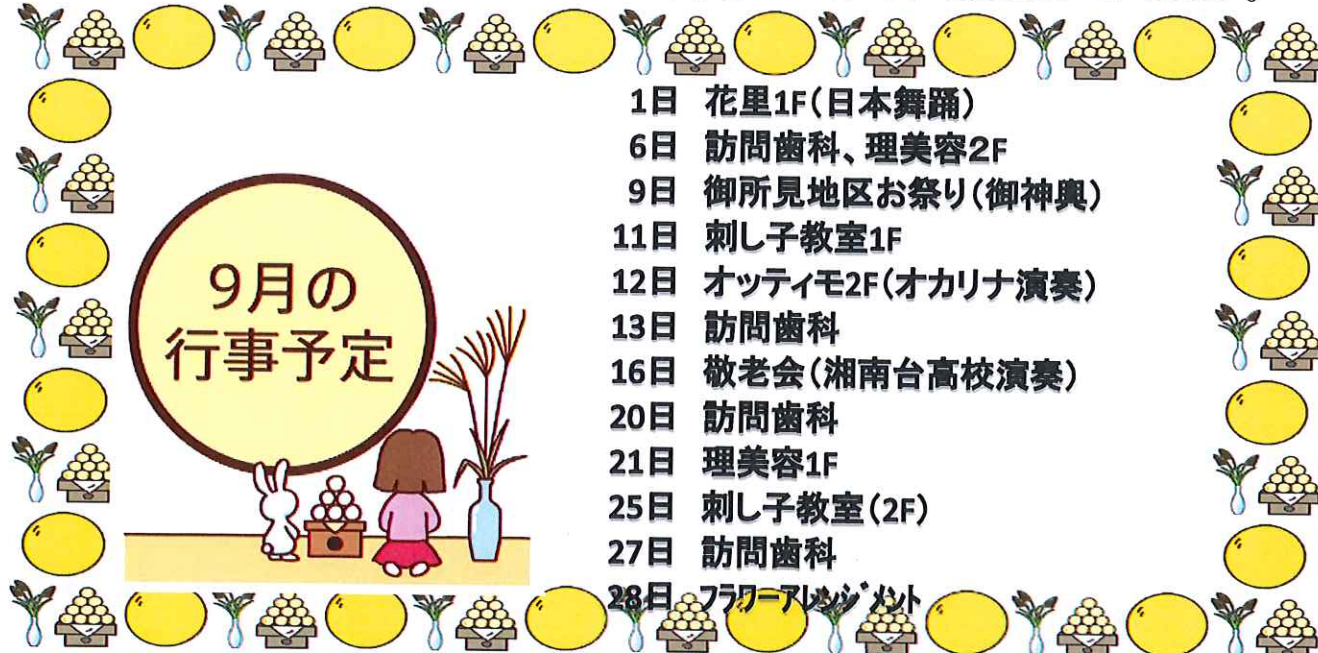 9月の
行事予定
1日 花里1F(日本舞踊)
6日 訪問歯科、理美容2F
9日 御所見地区お祭り(御神輿)
11日 刺し子教室1F
12日 オッティモ2F(オカリナ演奏)
13日 訪問歯科
16日 敬老会(湘南台高校演奏)
20日 訪問歯科
21日 理美容1F
25日 刺し子教室(2F)
27日 訪問歯科
28日 フラワーアレンジメント